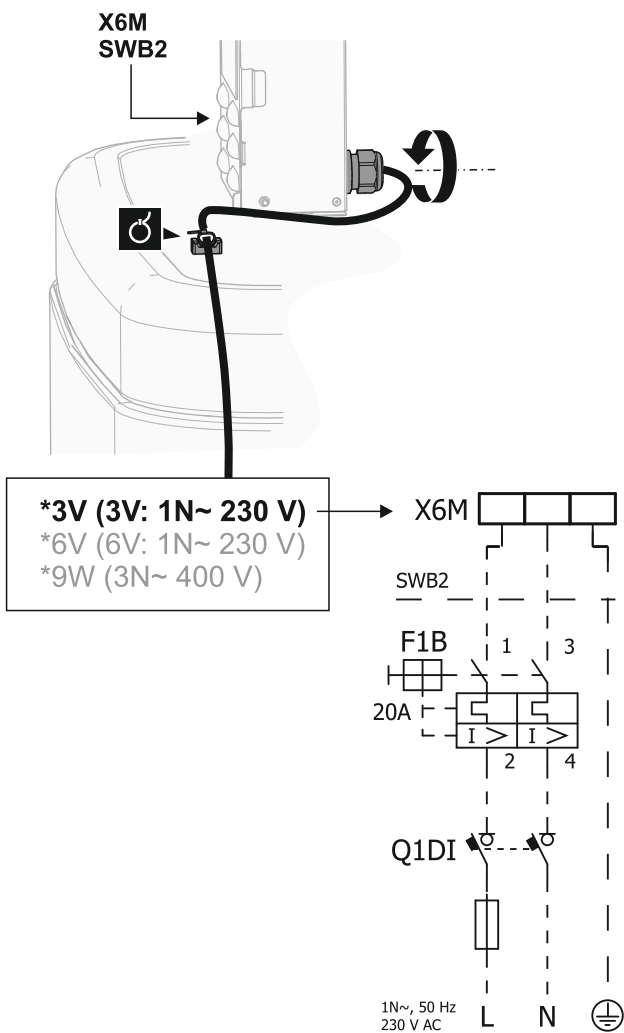 X6M
SWB2
*3V (3V: 1N~ 230 V)
*6V (6V: 1N~ 230 V)
*9W (3N~ 400 V)
X6M
SWB2
F1B
1
3
20A
I >
I >
2
4
Q1DI
1N~, 50 Hz
230 V AC
L
N